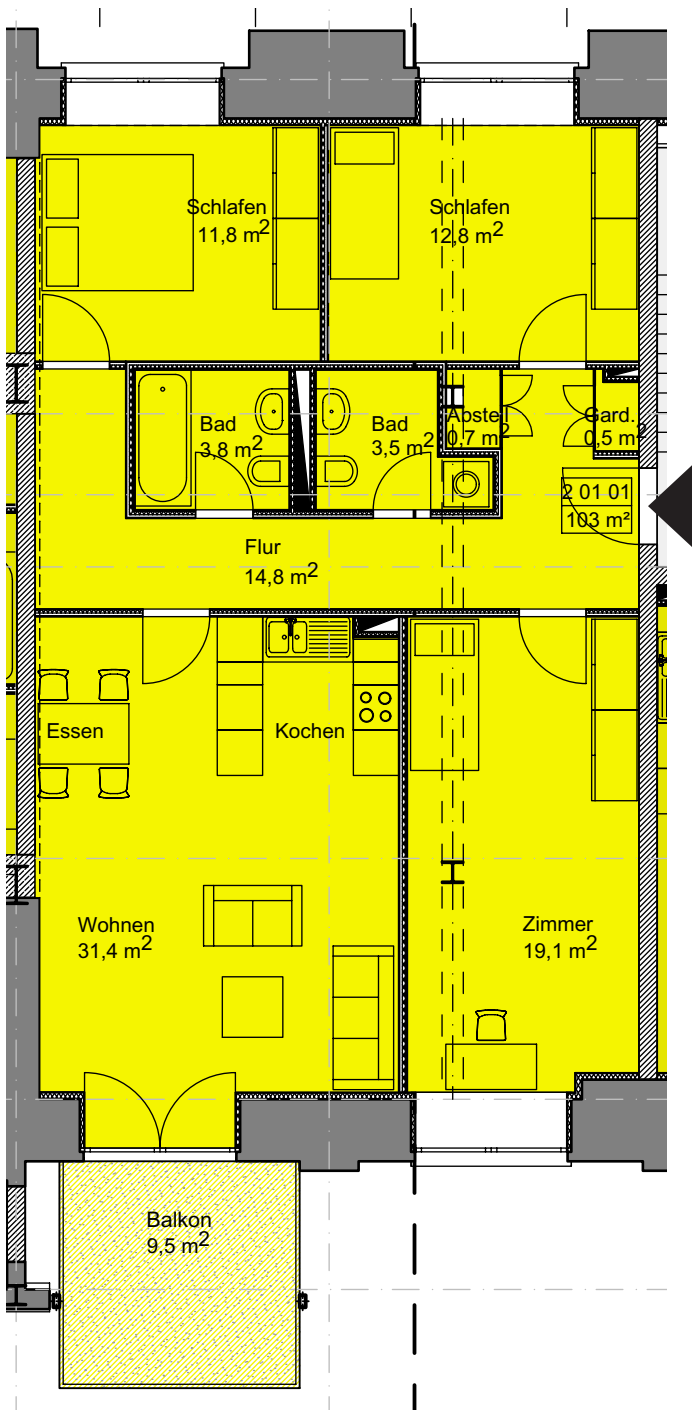 Schlafen
11,8 m²
Schlafen
12,8 m²
Bad
3,8 m²
Bad
3,5 m²
Abstell
0,7 m²
Gard.
0,5 m²
2 01 01
103 m²
Flur
14,8 m²
Essen
Kochen
Wohnen
31,4 m²
Zimmer
19,1 m²
Balkon
9,5 m²